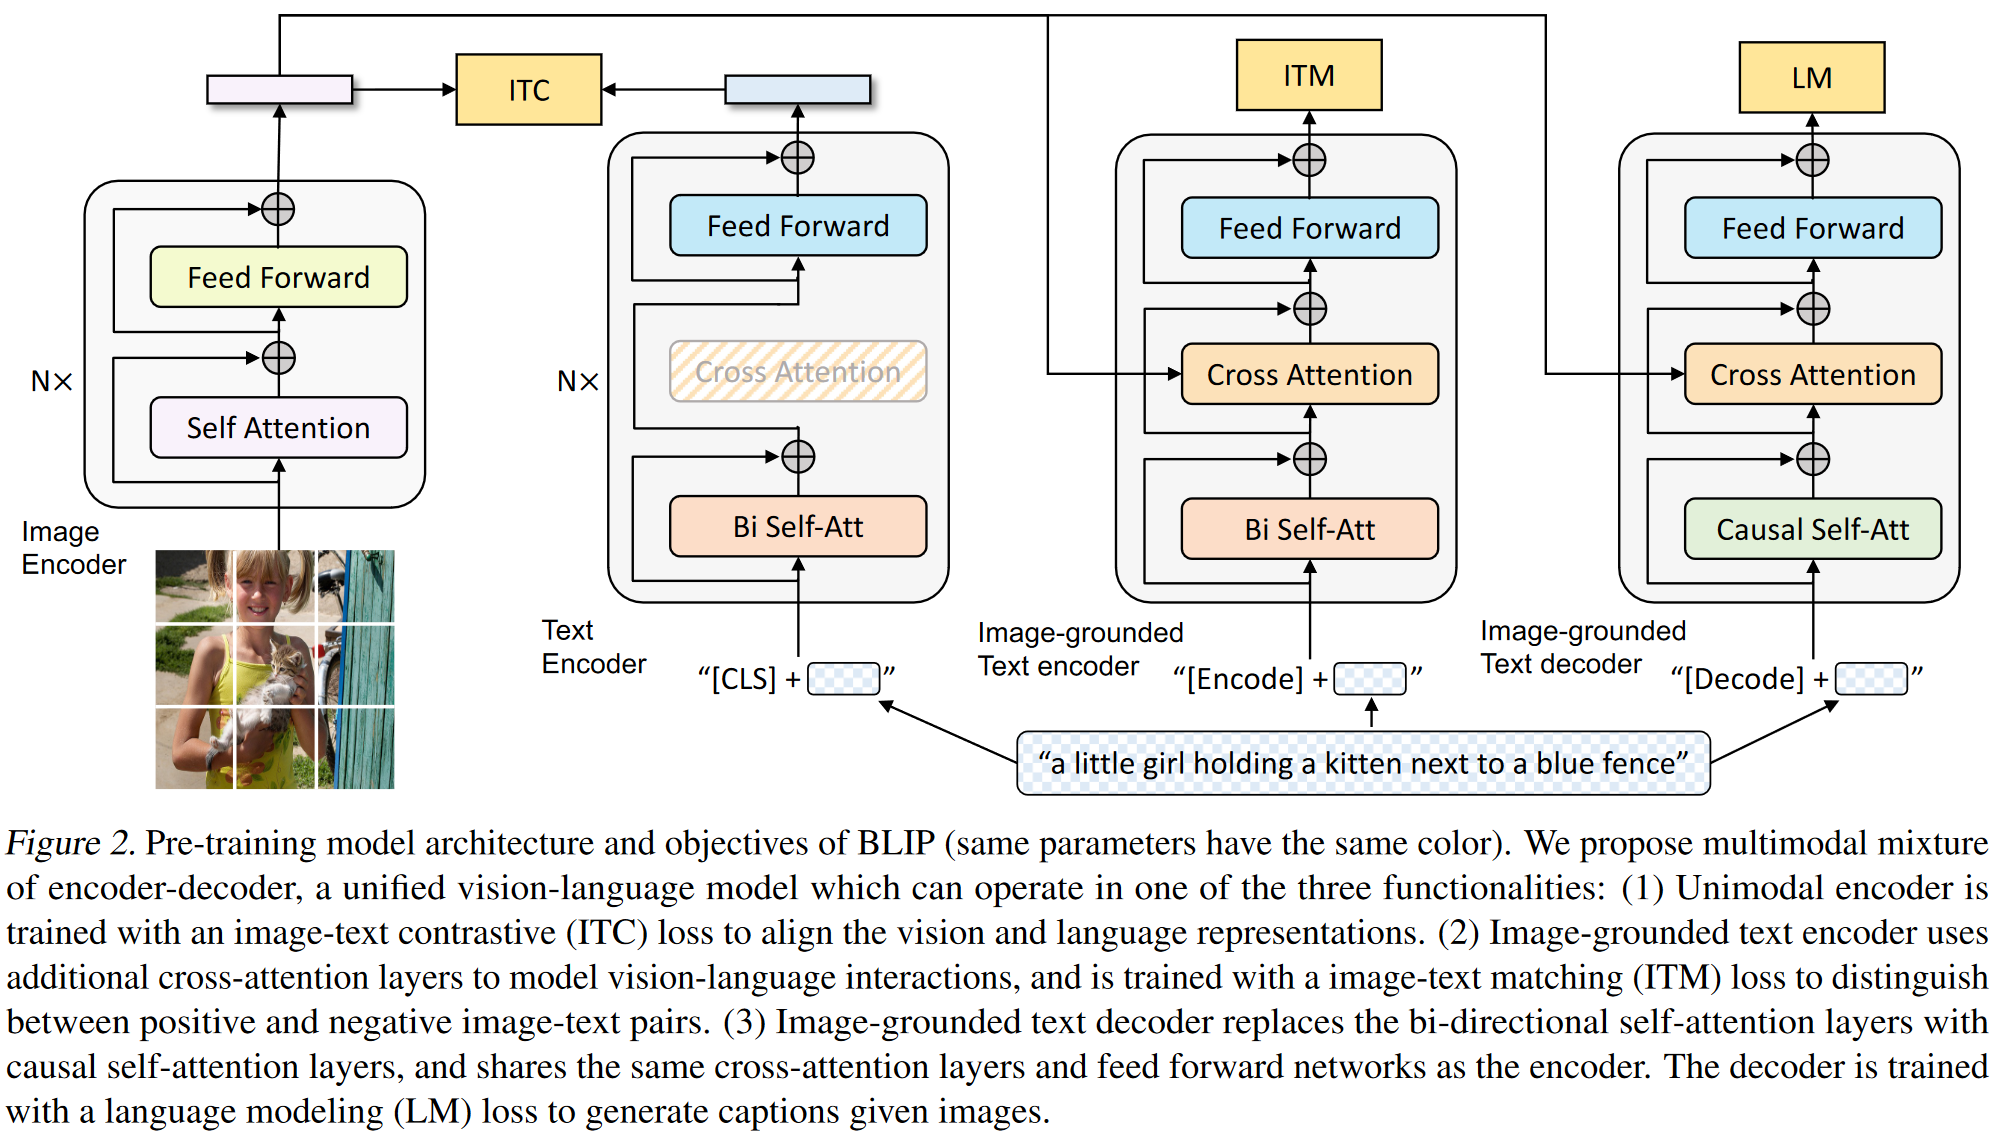 ITC
ITM
LM
Feed Forward
Self Attention
N×
Image
Encoder
Feed Forward
Cross Attention
Bi Self-Att
N×
Text
Encoder
“[CLS] + ”
Feed Forward
Cross Attention
Bi Self-Att
Image-grounded
Text encoder
“[Encode] + ”
Feed Forward
Cross Attention
Causal Self-Att
Image-grounded
Text decoder
“[Decode] + ”
“a little girl holding a kitten next to a blue fence”
Figure 2. Pre-training model architecture and objectives of BLIP (same parameters have the same color). We propose multimodal mixture
of encoder-decoder, a unified vision-language model which can operate in one of the three functionalities: (1) Unimodal encoder is
trained with an image-text contrastive (ITC) loss to align the vision and language representations. (2) Image-grounded text encoder uses
additional cross-attention layers to model vision-language interactions, and is trained with a image-text matching (ITM) loss to distinguish
between positive and negative image-text pairs. (3) Image-grounded text decoder replaces the bi-directional self-attention layers with
causal self-attention layers, and shares the same cross-attention layers and feed forward networks as the encoder. The decoder is trained
with a language modeling (LM) loss to generate captions given images.